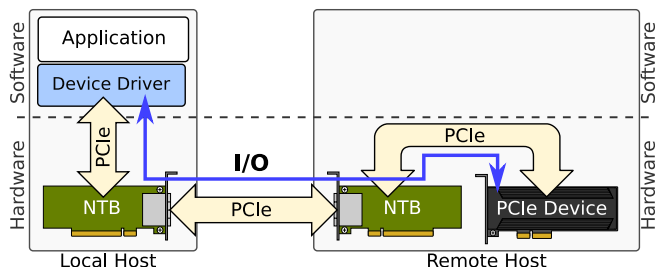 Software
Application
Device Driver
Software
PCIe
PCIe
I/O
Hardware
NTB
PCIe
NTB
PCIe Device
Hardware
Local Host
Remote Host